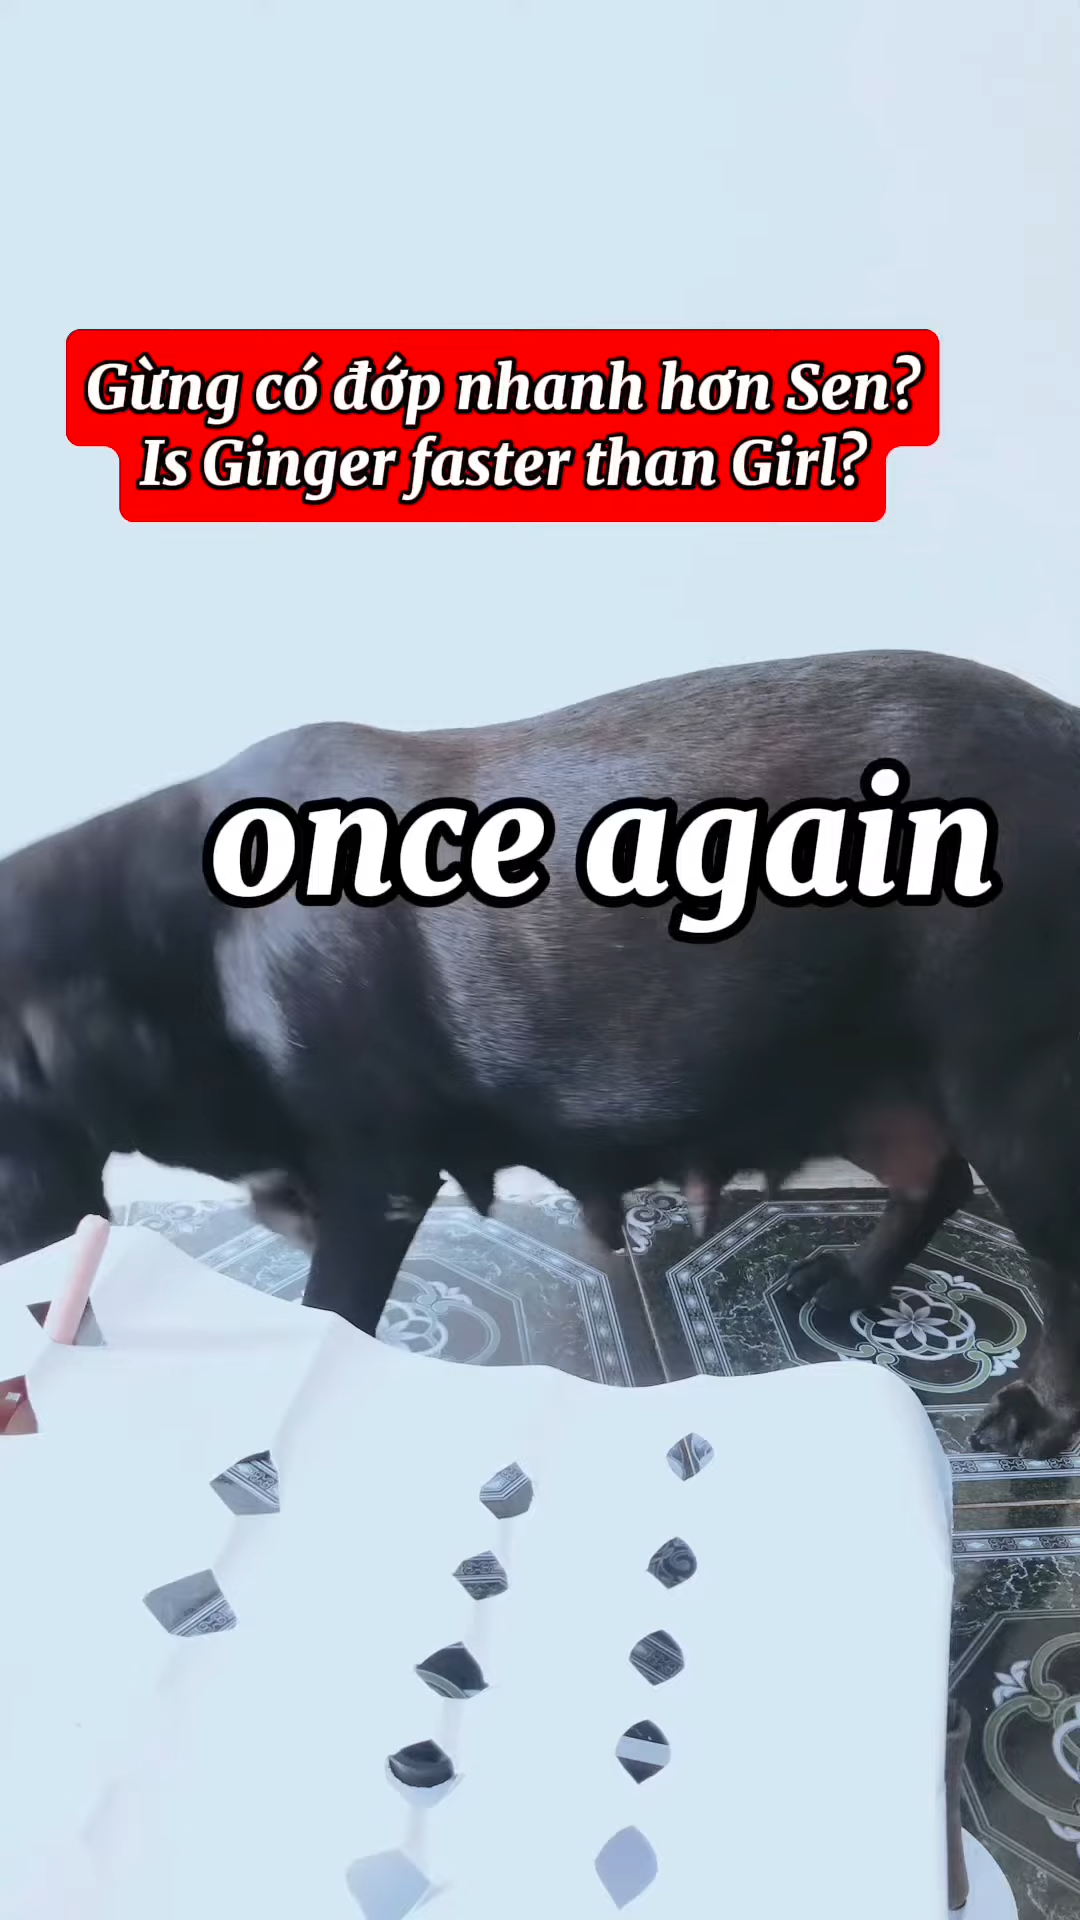 Gừng có đớp nhanh hơn Sen?
Is Ginger faster than Girl?
once again